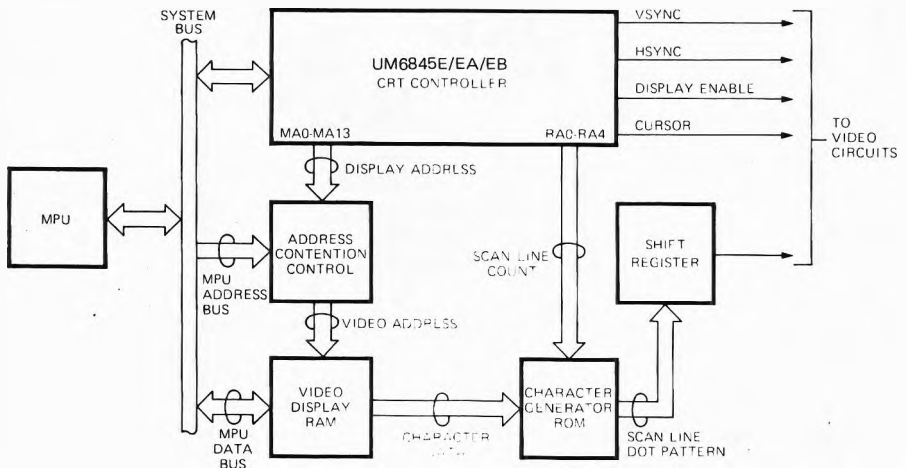 SYSTEM
BUS
UM6845E/EA/EB
CRT CONTROLLER
MA0-MA13
RA0-RA4
VSYNC
HSYNC
DISPLAY ENABLE
CURSOR
TO
VIDEO
CIRCUITS
DISPLAY ADDRESS
MPU
ADDRESS
CONTENTION
CONTROL
MPU
ADDRESS
BUS
SCAN LINE
COUNT
SHIFT
REGISTER
VIDEO ADDRESS
VIDEO
DISPLAY
RAM
MPU
DATA
BUS
CHARACTER
CHARACTER
GENERATOR
ROM
SCAN LINE
DOT PATTERN